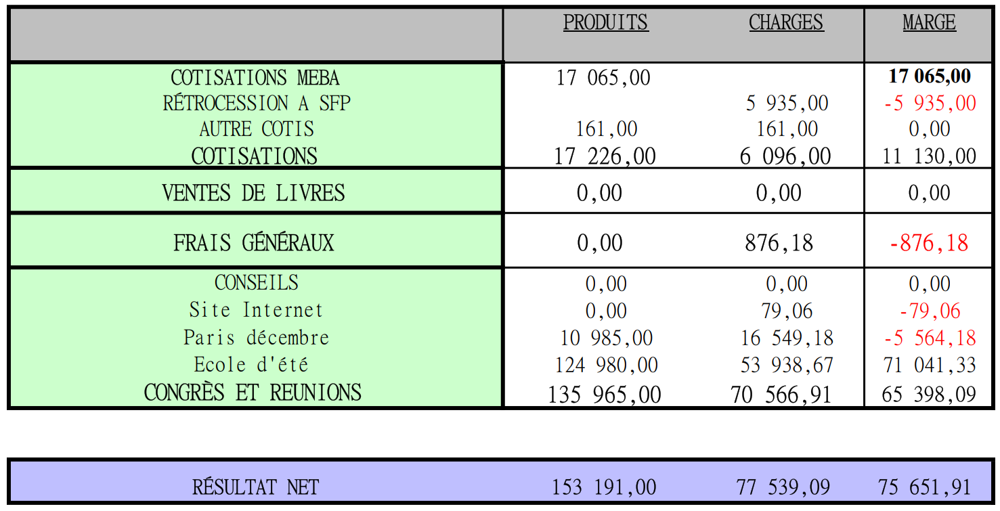 PRODUITS CHARGES MARGE
COTISATIONS MEBA 17 065,00 17 065,00
RÉTROCESSION A SFP 5 935,00 -5 935,00
AUTRE COTIS 161,00 161,00 0,00
COTISATIONS 17 226,00 6 096,00 11 130,00
VENTES DE LIVRES 0,00 0,00 0,00
FRAIS GÉNÉRAUX 0,00 876,18 -876,18
CONSEILS 0,00 0,00 0,00
Site Internet 0,00 79,06 -79,06
Paris décembre 10 985,00 16 549,18 -5 564,18
Ecole d'été 124 980,00 53 938,67 71 041,33
CONGRÈS ET REUNIONS 135 965,00 70 566,91 65 398,09
RÉSULTAT NET 153 191,00 77 539,09 75 651,91